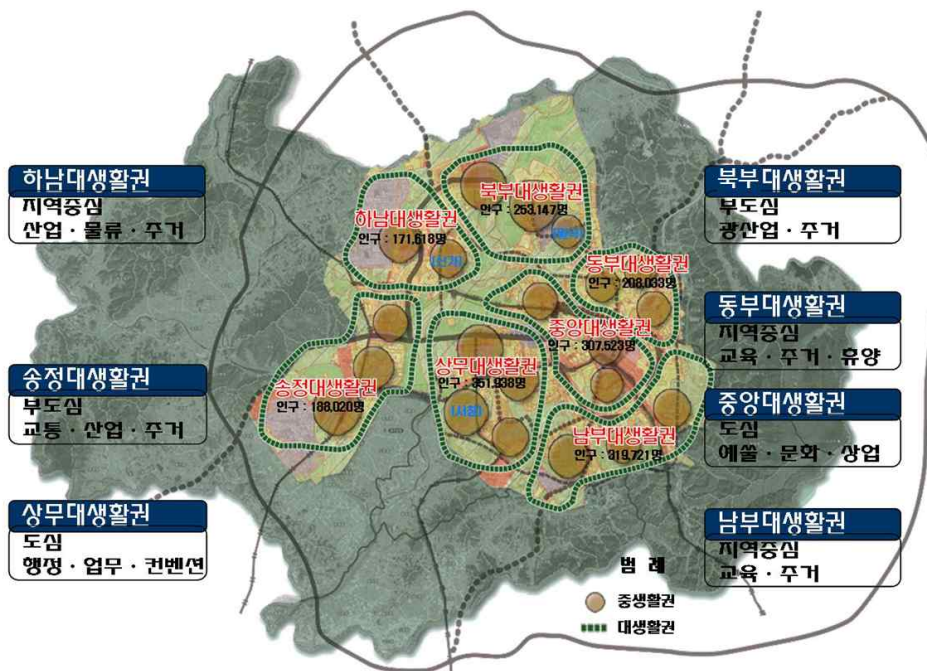 하남대생활권
지역중심
산업 · 물류 · 주거
송정대생활권
부도심
교통 · 산업 · 주거
상무대생활권
도심
행정 · 업무 · 컨벤션
북부대생활권
인구 : 253.147명
하남대생활권
인구 : 171.618명
(신가)
동부대생활권
인구 : 208.033명
중앙대생활권
인구 : 307.523명
상무대생활권
인구 : 351.938명
(시청)
송정대생활권
인구 : 188.020명
남부대생활권
인구 : 319.721명
북부대생활권
부도심
광산업 · 주거
동부대생활권
지역중심
교육 · 주거 · 휴양
중앙대생활권
도심
예술 · 문화 · 상업
남부대생활권
지역중심
교육 · 주거
범 례
중생활권
대생활권